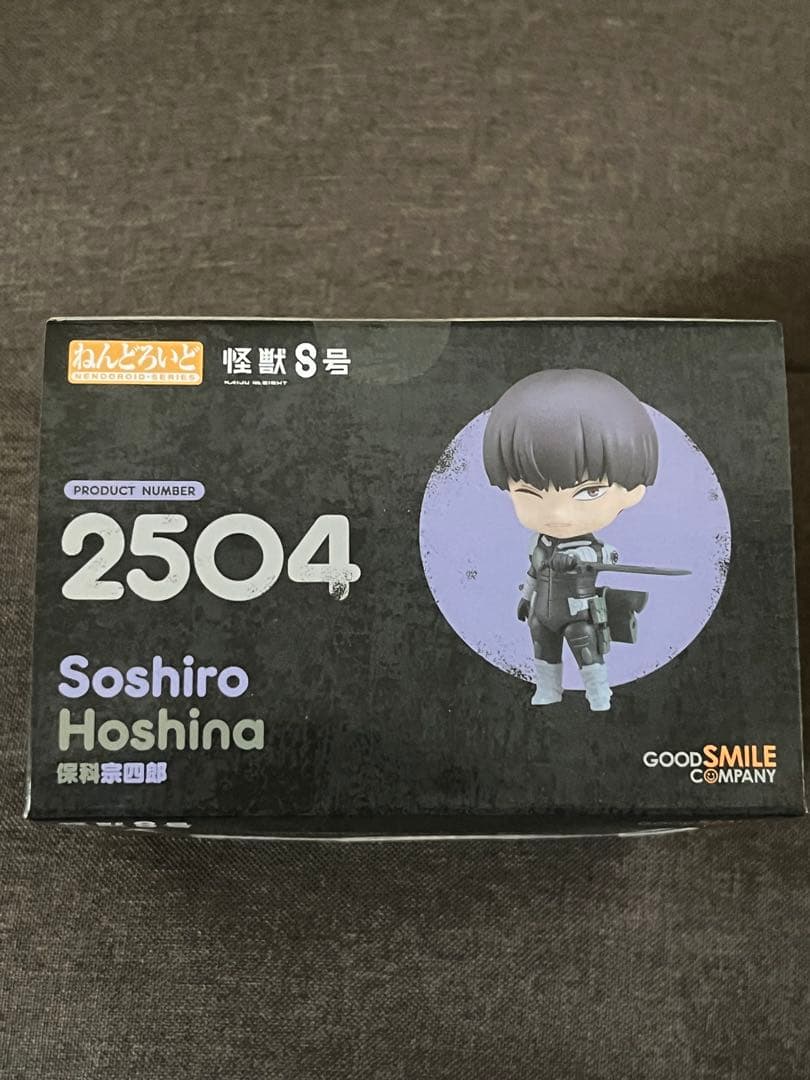 ねんどろいど
NENDOROID·SERIES
怪獣8号
KAIJU No.EIGHT
PRODUCT NUMBER
2504
Soshiro
Hoshina
保科宗四郎
GOOD SMILE
COMPANY